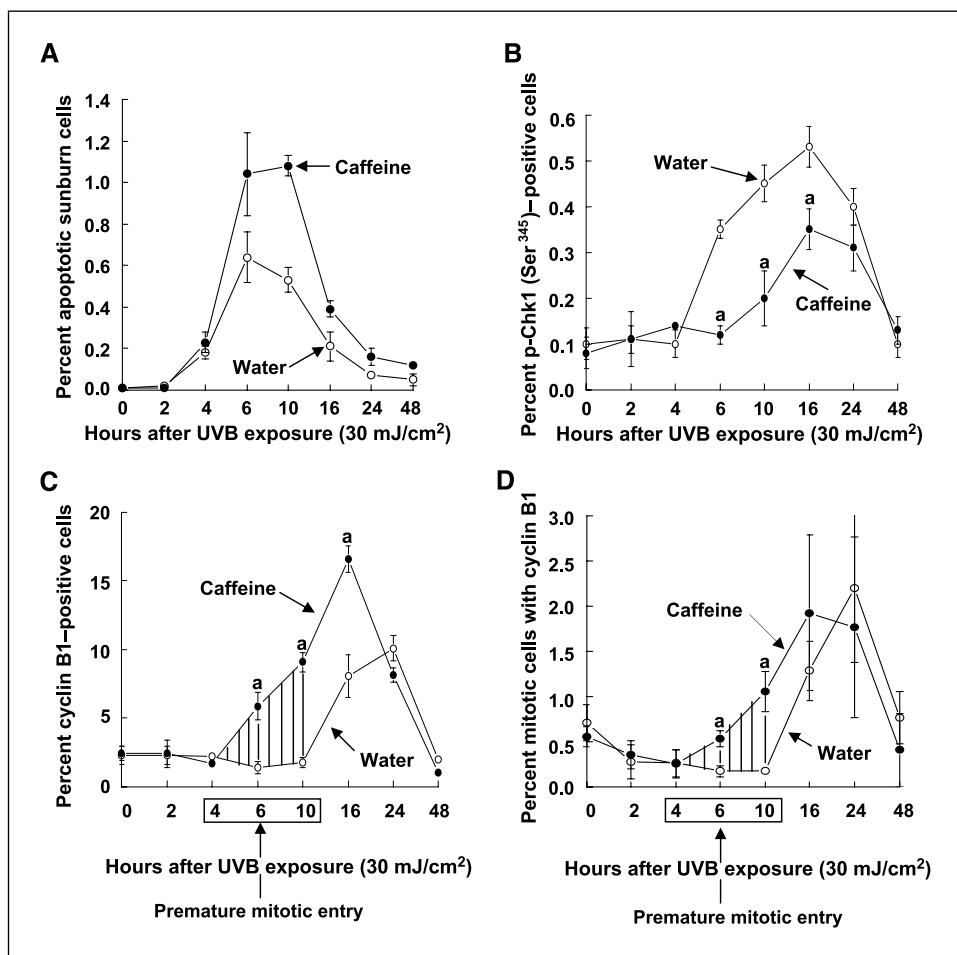 A
Percent apoptotic sunburn cells
1.4
1.2
1.0
0.8
0.6
0.4
0.2
0.0
Caffeine
Water
0 2 4 6 10 16 24 48
Hours after UVB exposure (30 mJ/cm²)
B
Percent p-Chk1 (Ser³⁴⁵)–positive cells
0.6
0.5
0.4
0.3
0.2
0.1
0.0
Water
a
a
a
Caffeine
0 2 4 6 10 16 24 48
Hours after UVB exposure (30 mJ/cm²)
C
Percent cyclin B1–positive cells
20
15
10
5
0
a
Caffeine
a
a
Water
0 2 4 6 10 16 24 48
Hours after UVB exposure (30 mJ/cm²)
Premature mitotic entry
D
Percent mitotic cells with cyclin B1
3.0
2.5
2.0
1.5
1.0
0.5
0.0
Caffeine
a
a
Water
0 2 4 6 10 16 24 48
Hours after UVB exposure (30 mJ/cm²)
Premature mitotic entry